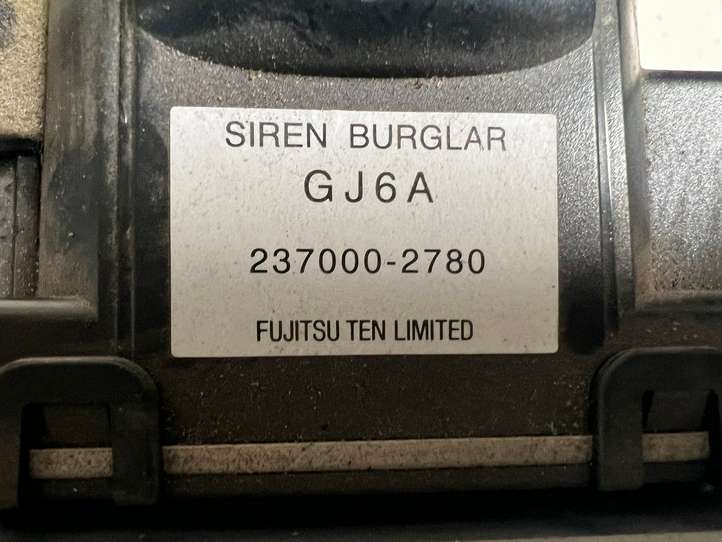 SIREN BURGLAR
GJ6A
237000-2780
FUJITSU TEN LIMITED